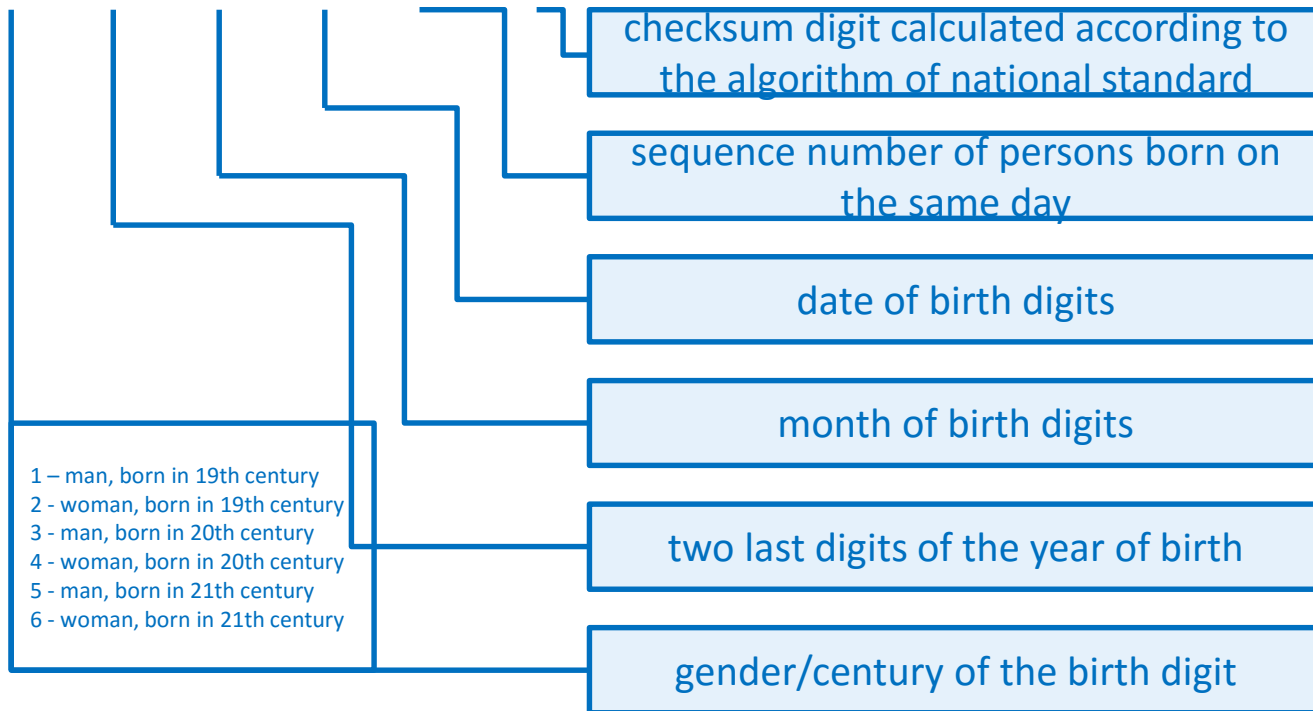 checksum digit calculated according to
the algorithm of national standard
sequence number of persons born on
the same day
date of birth digits
month of birth digits
1 – man, born in 19th century
2 - woman, born in 19th century
3 - man, born in 20th century
4 - woman, born in 20th century
5 - man, born in 21th century
6 - woman, born in 21th century
two last digits of the year of birth
gender/century of the birth digit